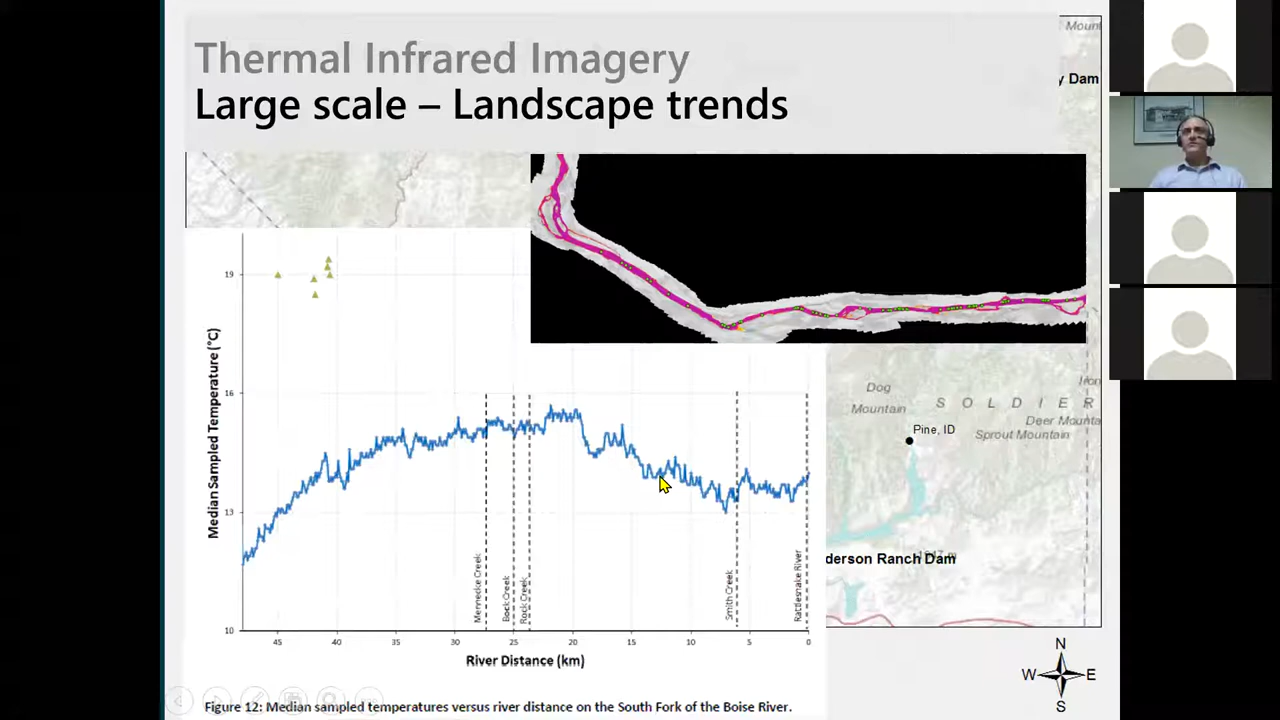 Thermal Infrared Imagery
Large scale – Landscape trends
Mount
y Dam
Median Sampled Temperature (°C)
19
16
13
10
Mennecke Creek
Bock Creek
Rock Creek
Smith Creek
Rattlesnake River
45
40
35
30
25
20
15
10
5
0
River Distance (km)
Dog
Mountain
SOLDIER
Iron
Deer Mounta
Sprout Mountain
Pine, ID
derson Ranch Dam
N
W
E
S
Figure 12: Median sampled temperatures versus river distance on the South Fork of the Boise River.